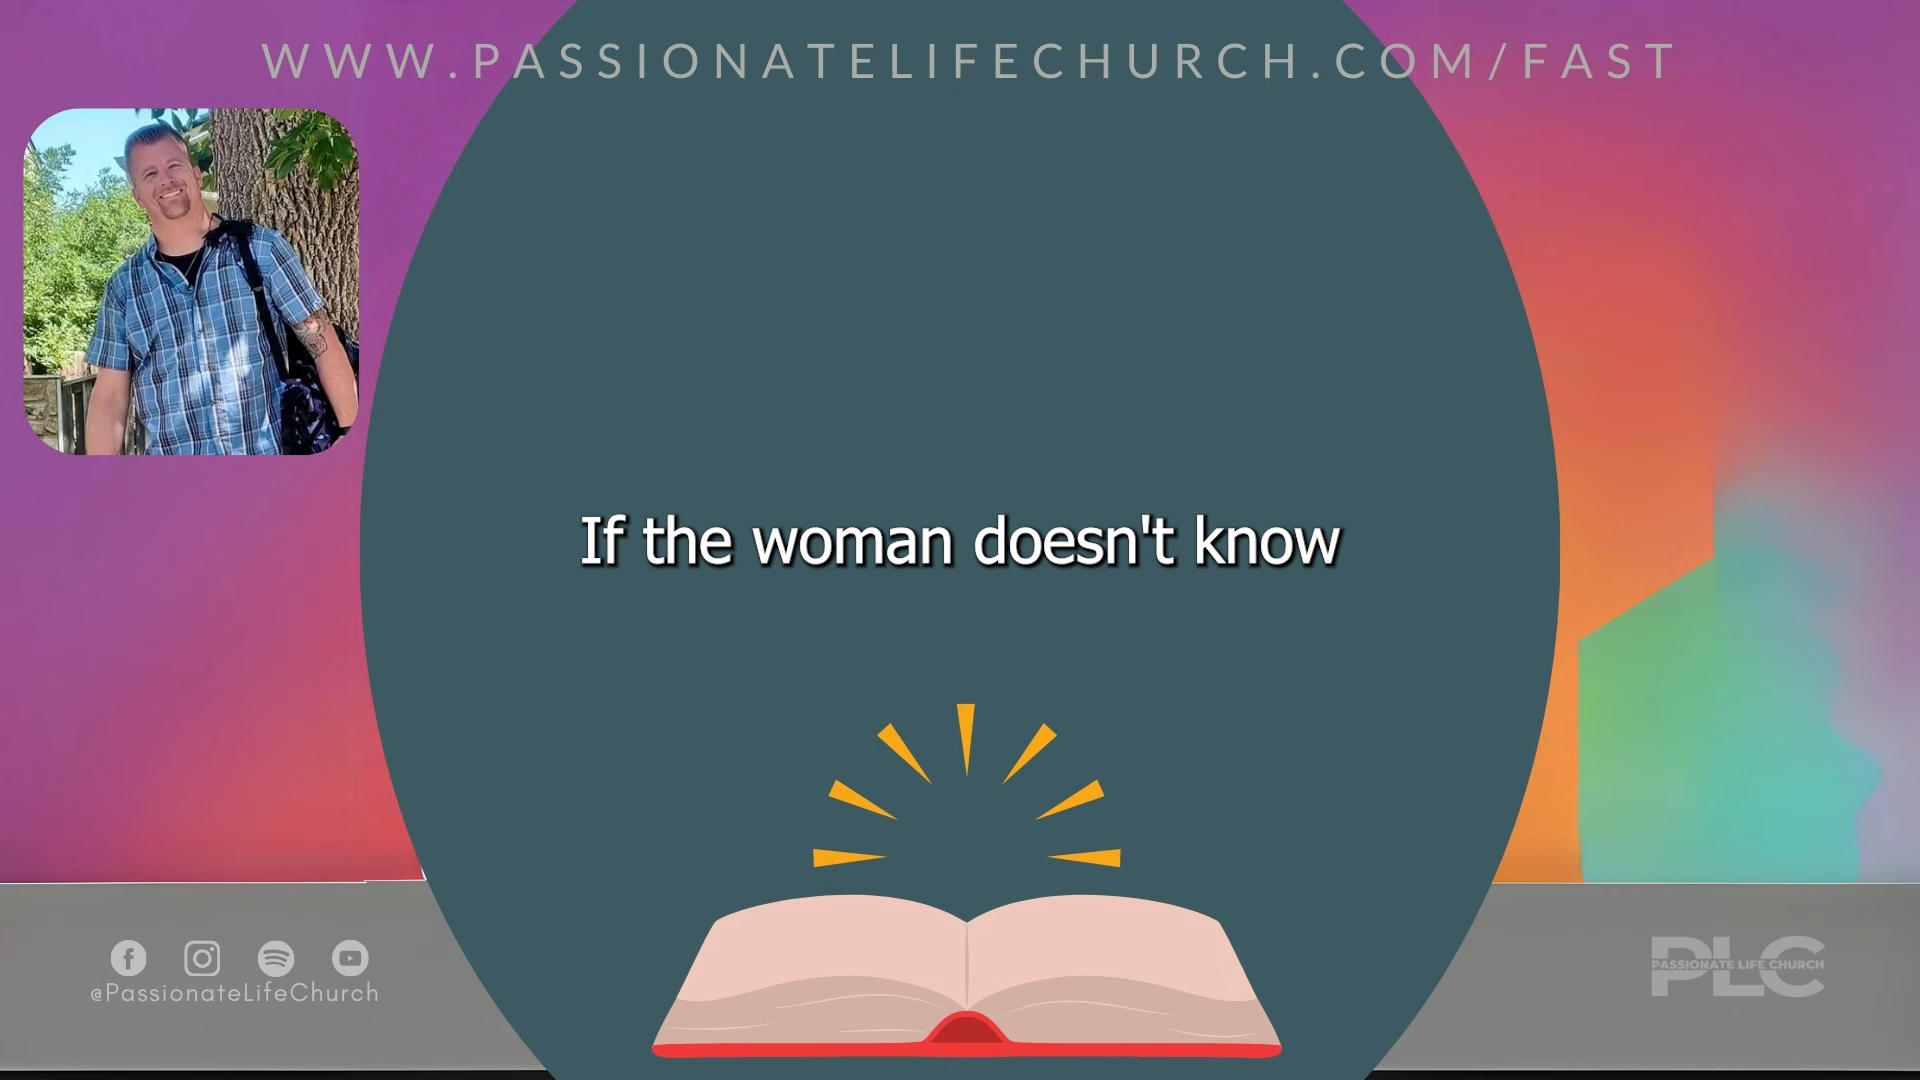 WWW.PASSIONATELIFECHURCH.COM/FAST
If the woman doesn't know
@PassionateLifeChurch
PLC
PASSIONATE LIFE CHURCH